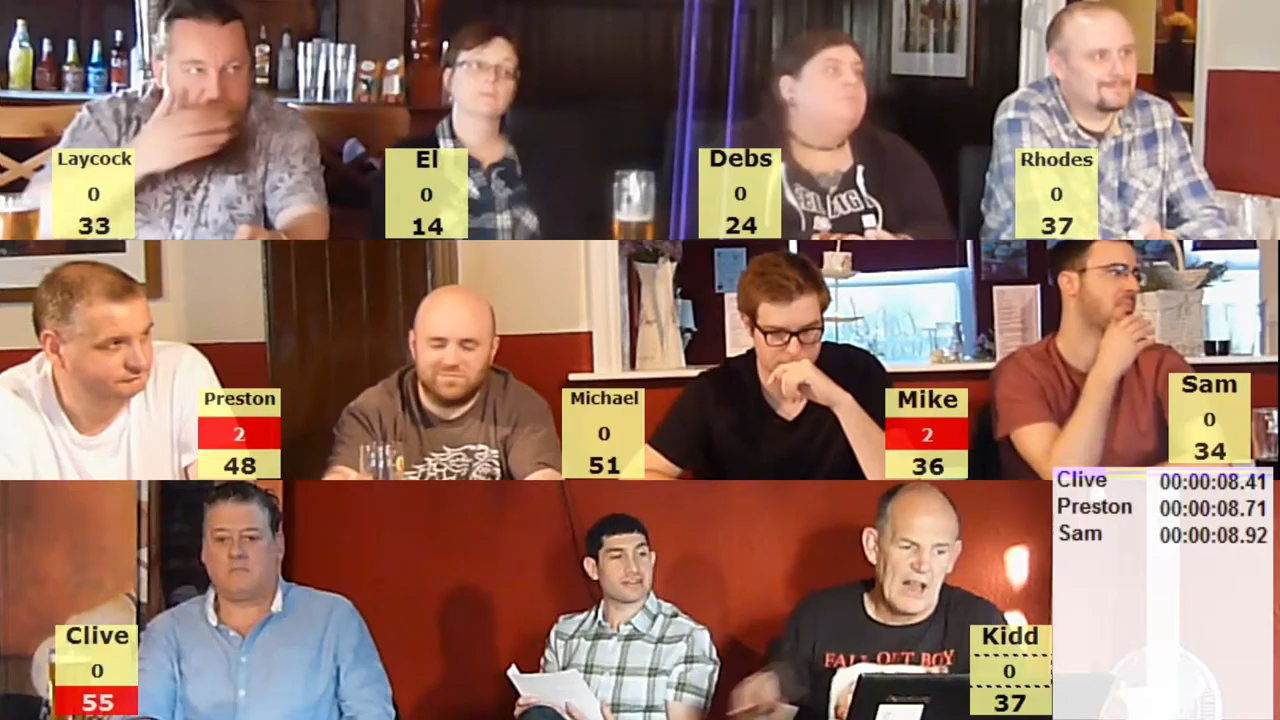 Laycock
0
33
El
0
14
Debs
0
24
Rhodes
0
37
Preston
2
48
Michael
0
51
Mike
2
36
Sam
0
34
Clive 00:00:08.41
Preston 00:00:08.71
Sam 00:00:08.92
Clive
0
55
FALL OUT BOY
Kidd
0
37